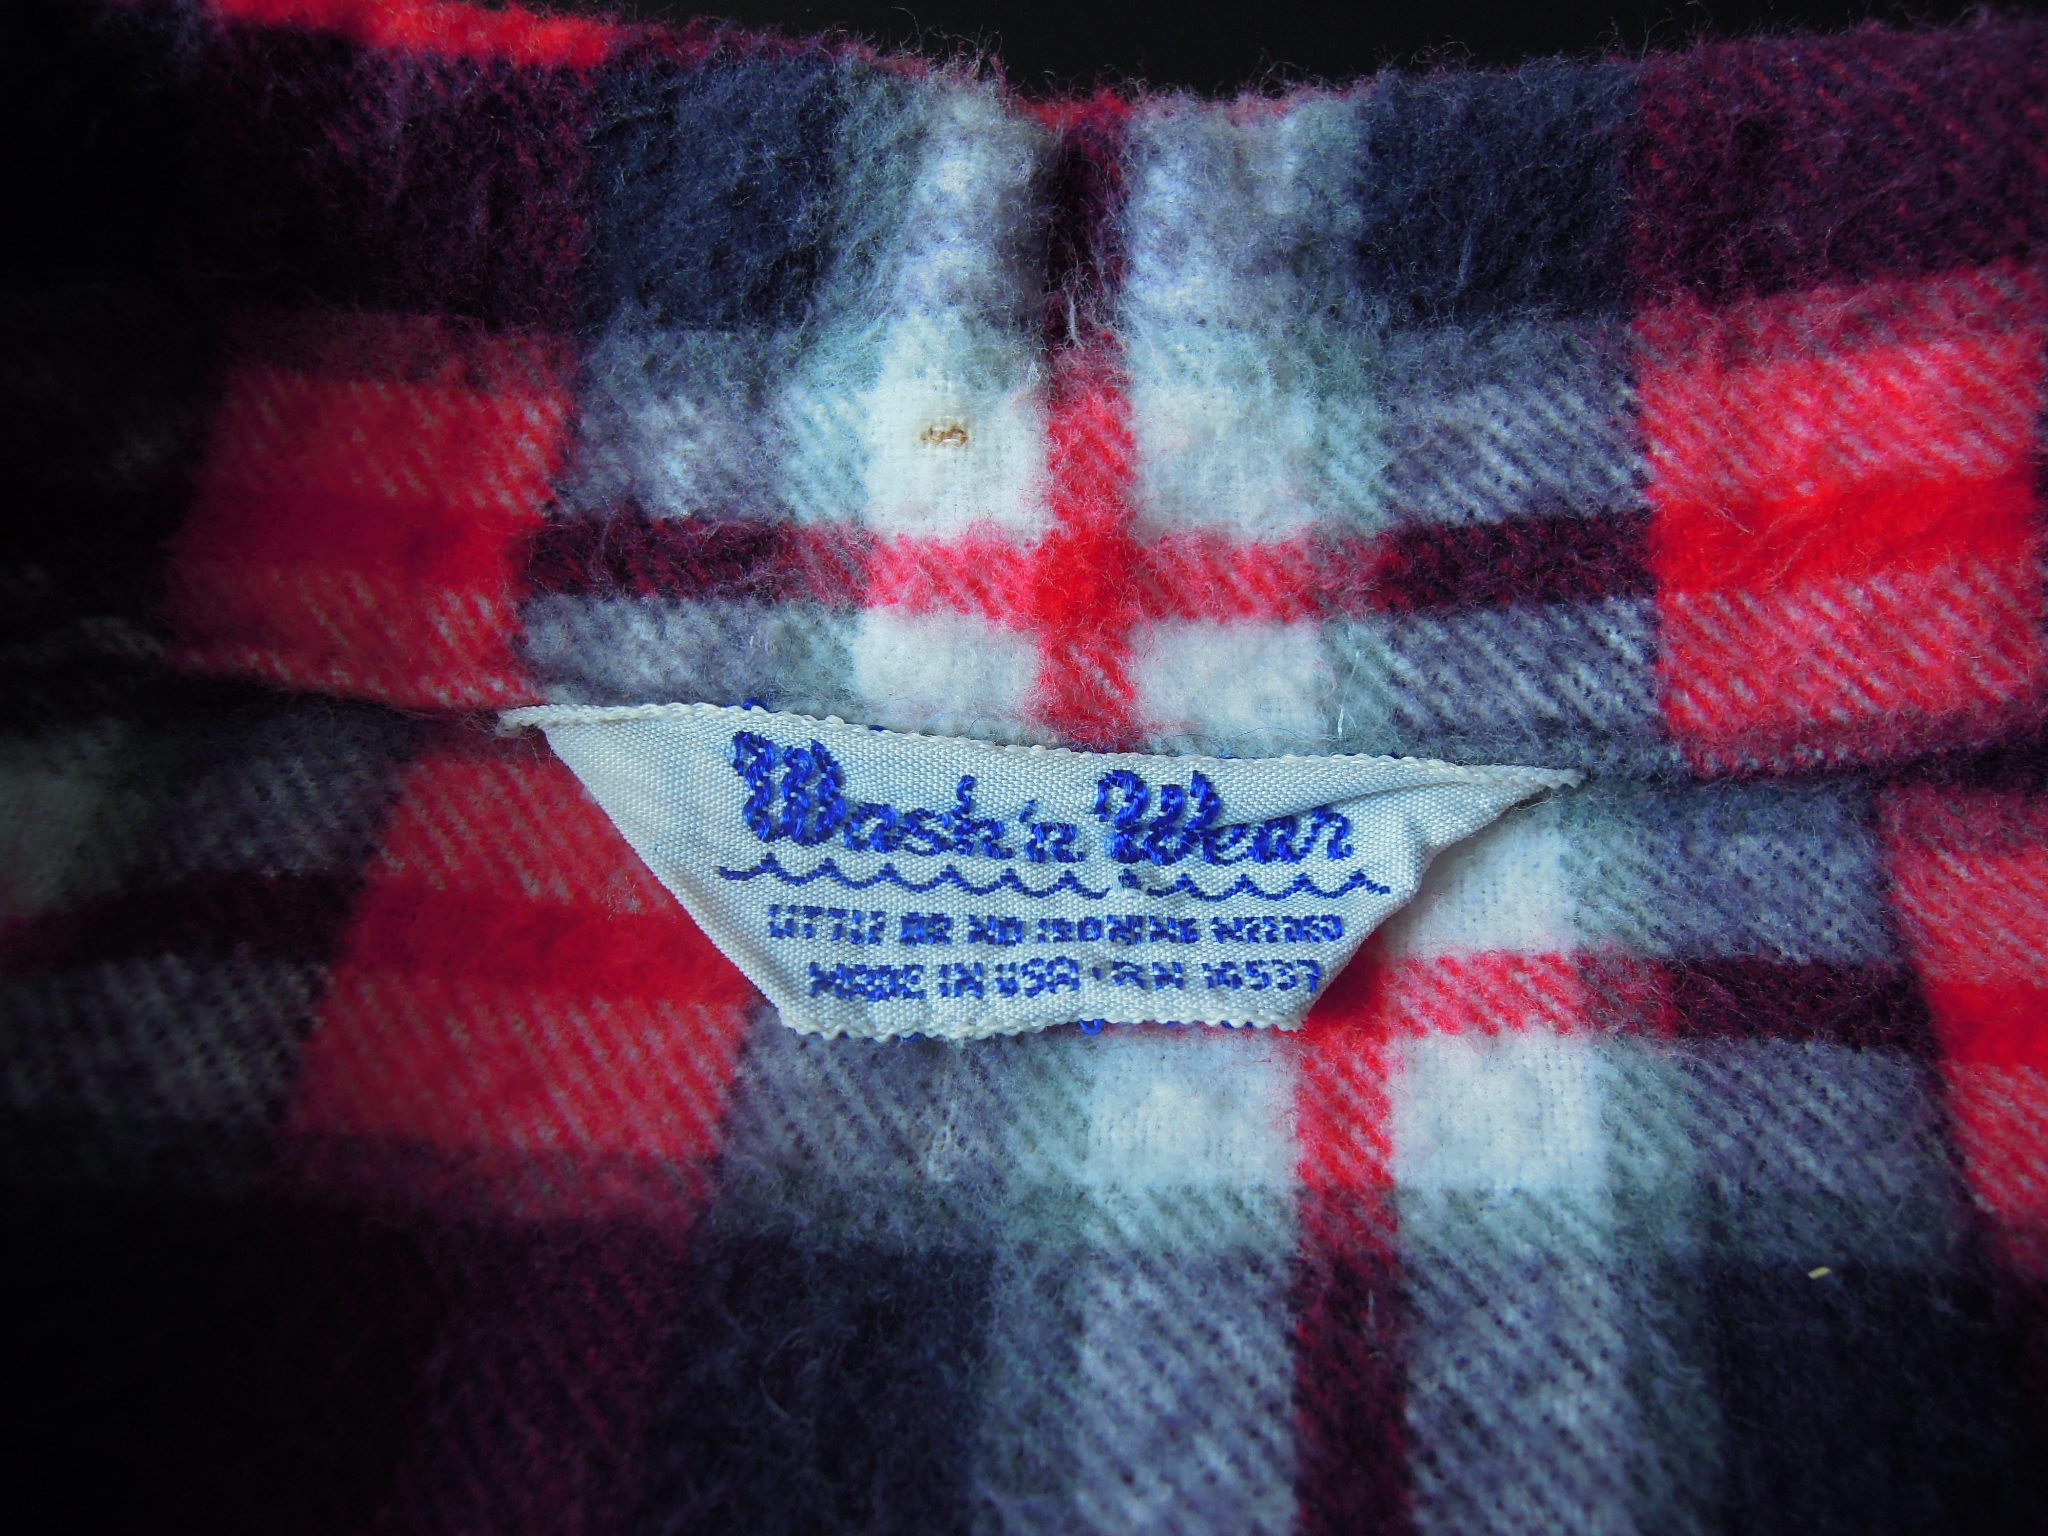 Wash 'n Wear
LITTLE OR NO IRONING NEEDED
MADE IN USA · RN 16537